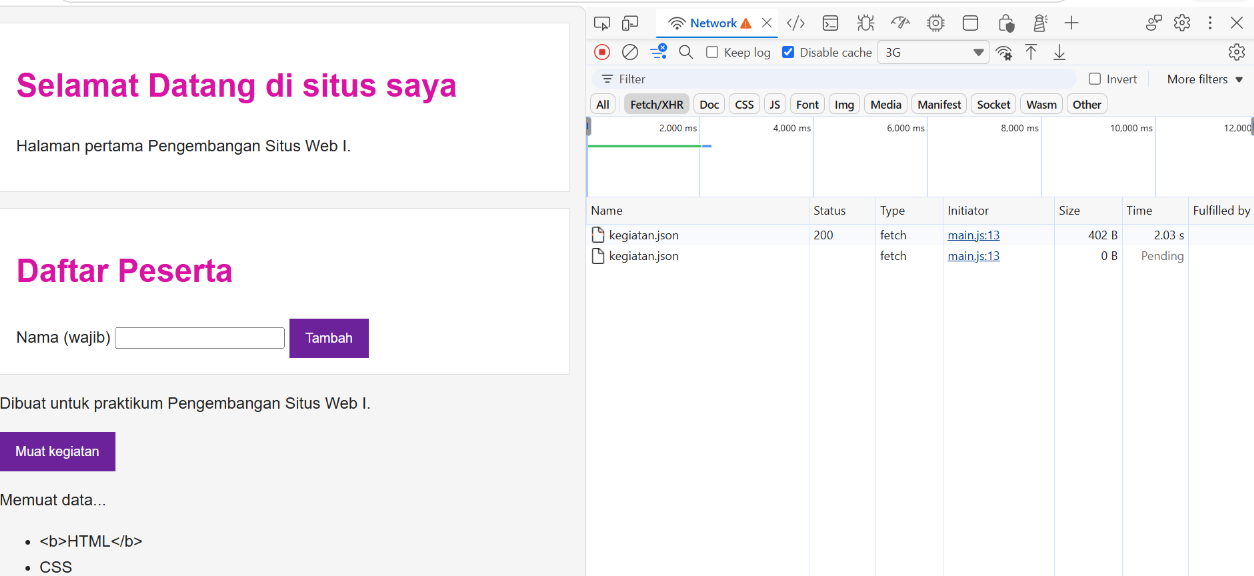 Selamat Datang di situs saya
Halaman pertama Pengembangan Situs Web I.
Daftar Peserta
Nama (wajib) Tambah
Dibuat untuk praktikum Pengembangan Situs Web I.
Muat kegiatan
Memuat data...
<b>HTML</b>
CSS
Network
Keep log Disable cache 3G
Filter Invert More filters
All Fetch/XHR Doc CSS JS Font Img Media Manifest Socket Wasm Other
2,000 ms 4,000 ms 6,000 ms 8,000 ms 10,000 ms 12,000
Name Status Type Initiator Size Time Fulfilled by
kegiatan.json 200 fetch main.js:13 402 B 2.03 s
kegiatan.json fetch main.js:13 0 B Pending